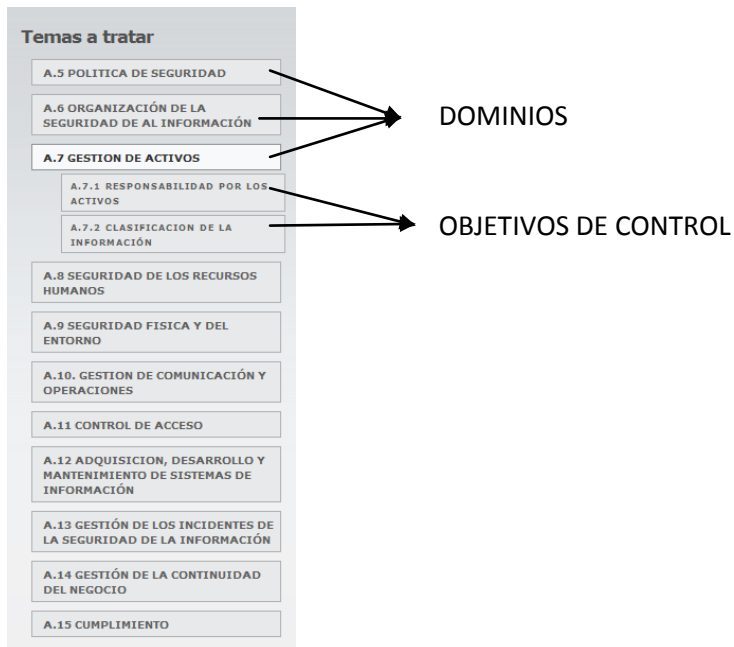 Temas a tratar
A.5 POLITICA DE SEGURIDAD
A.6 ORGANIZACIÓN DE LA
SEGURIDAD DE AL INFORMACIÓN
DOMINIOS
A.7 GESTION DE ACTIVOS
A.7.1 RESPONSABILIDAD POR LOS
ACTIVOS
A.7.2 CLASIFICACION DE LA
INFORMACIÓN
OBJETIVOS DE CONTROL
A.8 SEGURIDAD DE LOS RECURSOS
HUMANOS
A.9 SEGURIDAD FISICA Y DEL
ENTORNO
A.10. GESTION DE COMUNICACIÓN Y
OPERACIONES
A.11 CONTROL DE ACCESO
A.12 ADQUISICION, DESARROLLO Y
MANTENIMIENTO DE SISTEMAS DE
INFORMACIÓN
A.13 GESTIÓN DE LOS INCIDENTES DE
LA SEGURIDAD DE LA INFORMACIÓN
A.14 GESTIÓN DE LA CONTINUIDAD
DEL NEGOCIO
A.15 CUMPLIMIENTO